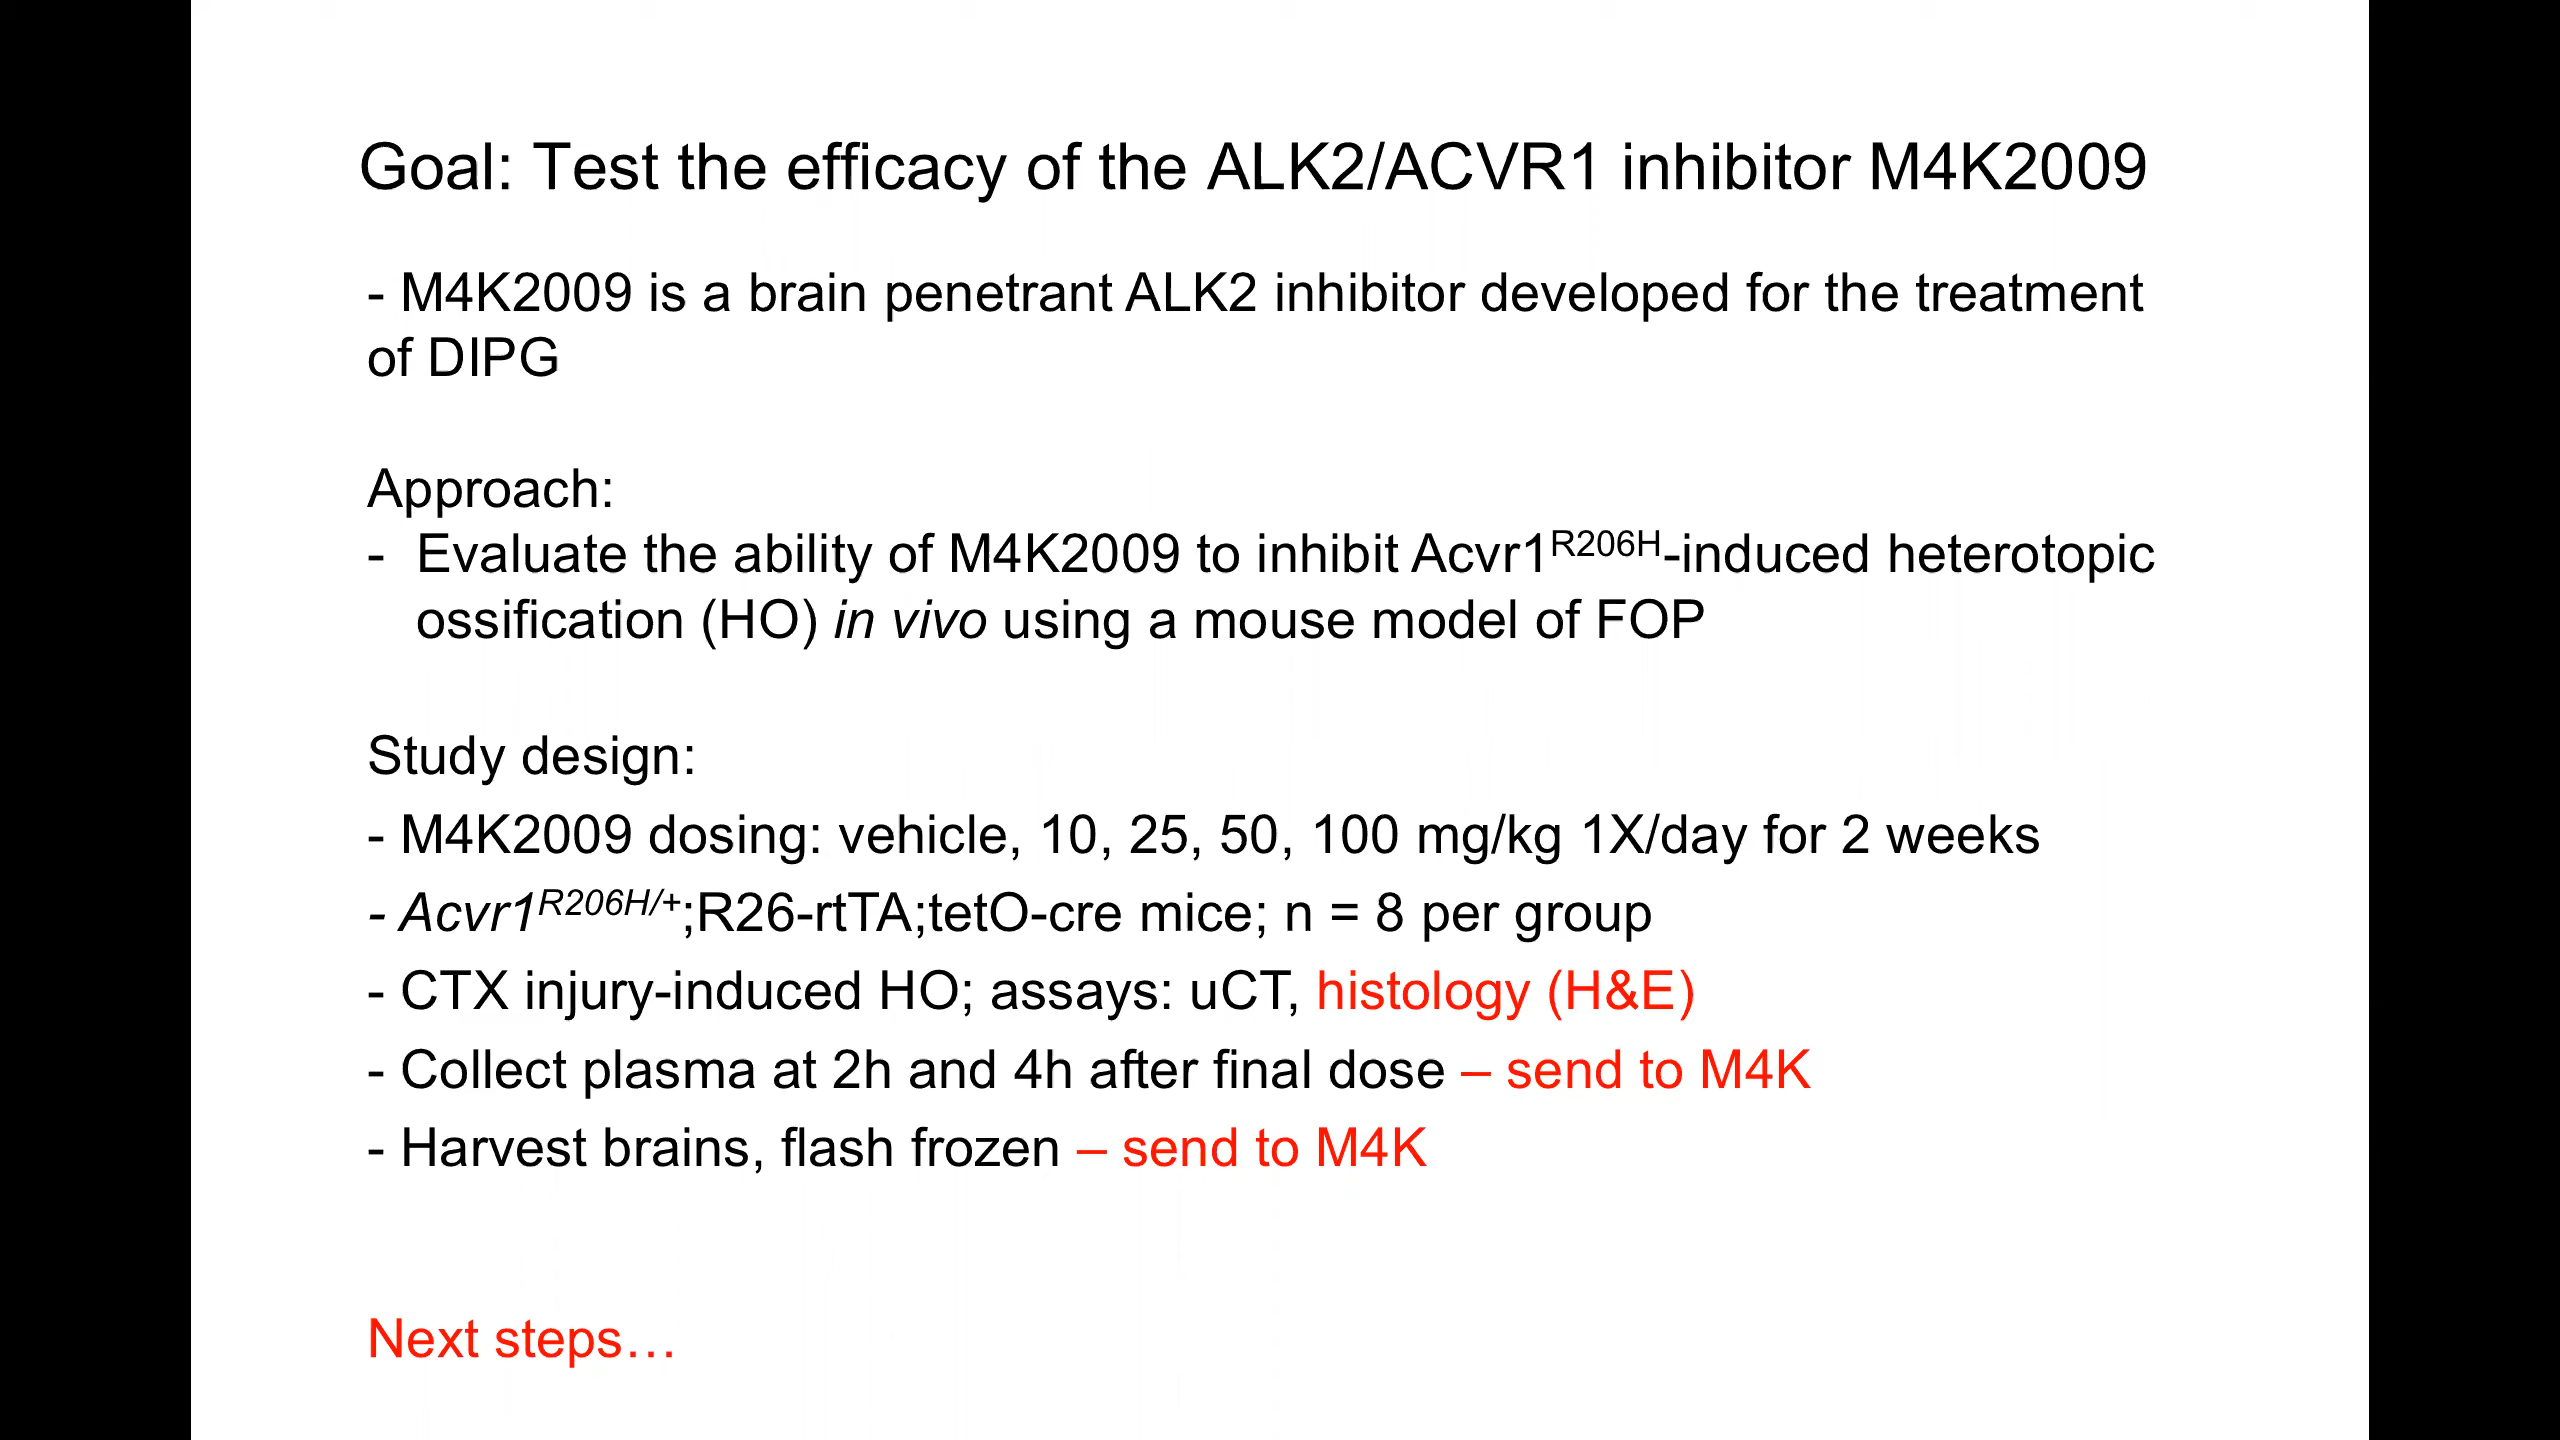 Goal: Test the efficacy of the ALK2/ACVR1 inhibitor M4K2009
- M4K2009 is a brain penetrant ALK2 inhibitor developed for the treatment
of DIPG
Approach:
- Evaluate the ability of M4K2009 to inhibit Acvr1R206H-induced heterotopic
ossification (HO) in vivo using a mouse model of FOP
Study design:
- M4K2009 dosing: vehicle, 10, 25, 50, 100 mg/kg 1X/day for 2 weeks
- Acvr1R206H/+;R26-rtTA;tetO-cre mice; n = 8 per group
- CTX injury-induced HO; assays: uCT, histology (H&E)
- Collect plasma at 2h and 4h after final dose – send to M4K
- Harvest brains, flash frozen – send to M4K
Next steps…